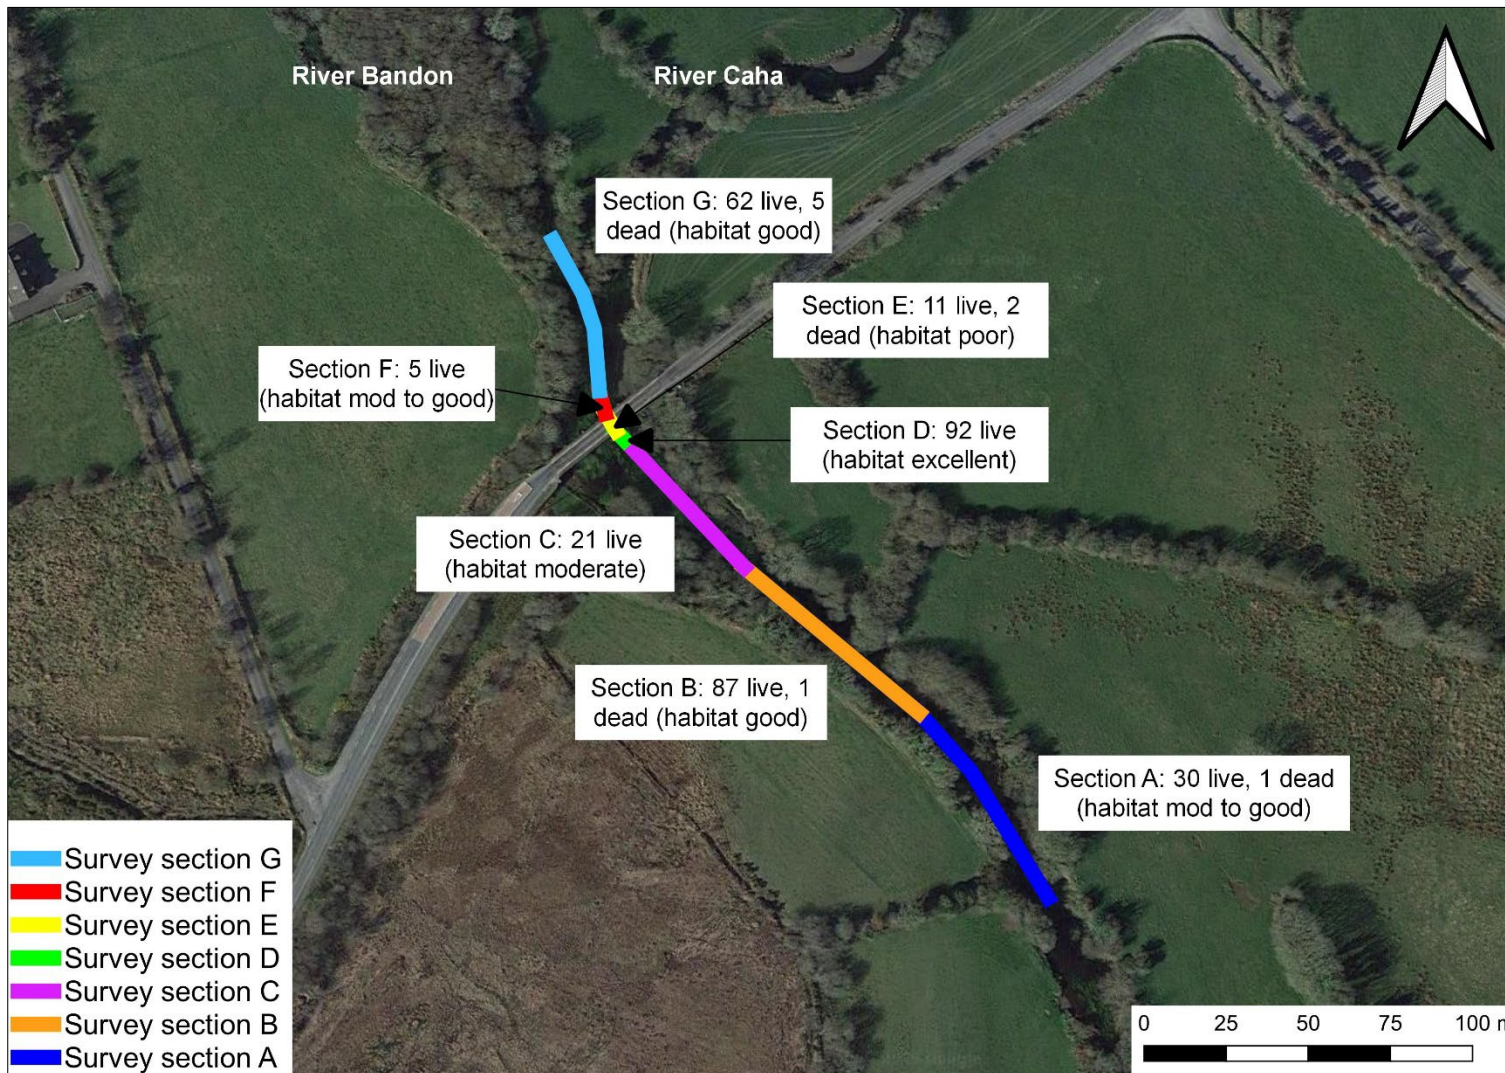 River Bandon
River Caha
Section G: 62 live, 5
dead (habitat good)
Section E: 11 live, 2
dead (habitat poor)
Section F: 5 live
(habitat mod to good)
Section D: 92 live
(habitat excellent)
Section C: 21 live
(habitat moderate)
Section B: 87 live, 1
dead (habitat good)
Section A: 30 live, 1 dead
(habitat mod to good)
Survey section G
Survey section F
Survey section E
Survey section D
Survey section C
Survey section B
Survey section A
0 25 50 75 100 m